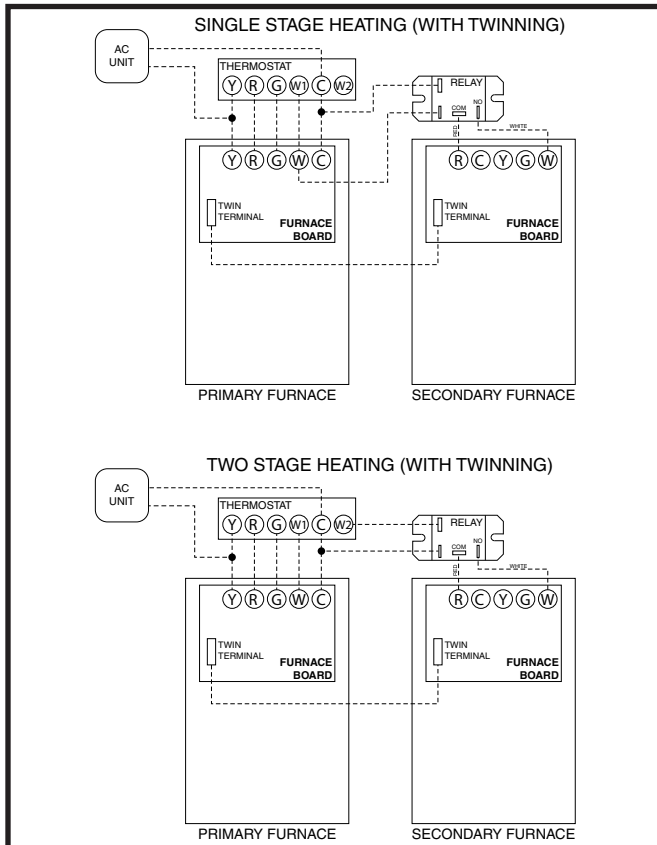 SINGLE STAGE HEATING (WITH TWINNING)
AC
UNIT
THERMOSTAT
Y R G W1 C W2
RELAY
COM
NO
RED
WHITE
Y R G W C
R C Y G W
TWIN
TERMINAL
FURNACE
BOARD
TWIN
TERMINAL
FURNACE
BOARD
PRIMARY FURNACE
SECONDARY FURNACE
TWO STAGE HEATING (WITH TWINNING)
AC
UNIT
THERMOSTAT
Y R G W1 C W2
RELAY
COM
NO
RED
WHITE
Y R G W C
R C Y G W
TWIN
TERMINAL
FURNACE
BOARD
TWIN
TERMINAL
FURNACE
BOARD
PRIMARY FURNACE
SECONDARY FURNACE